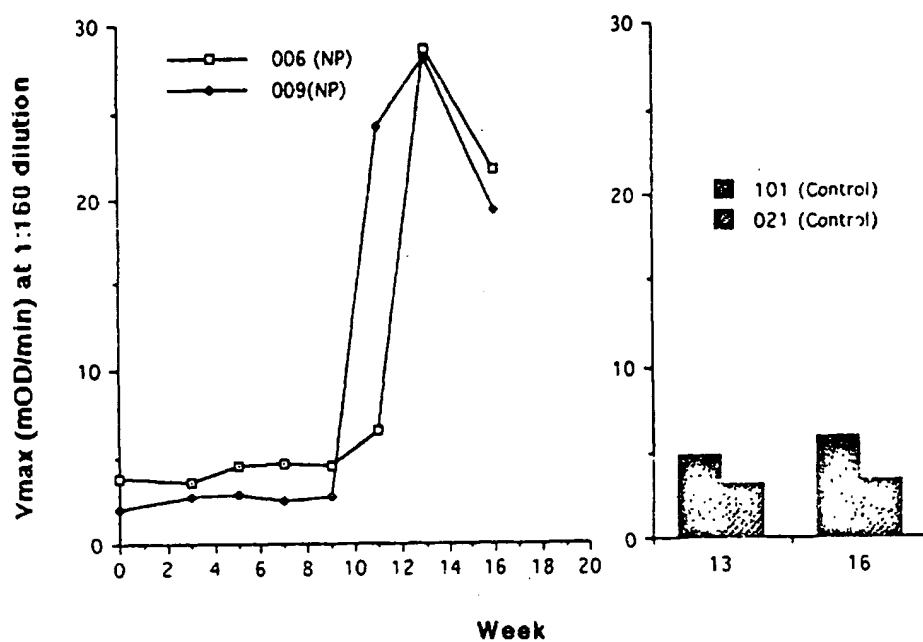 Vmax (mOD/min) at 1:160 dilution
30
20
10
0
006 (NP)
009(NP)
0 2 4 6 8 10 12 14 16 18 20
30
20
10
0
101 (Control)
021 (Control)
13 16
Week